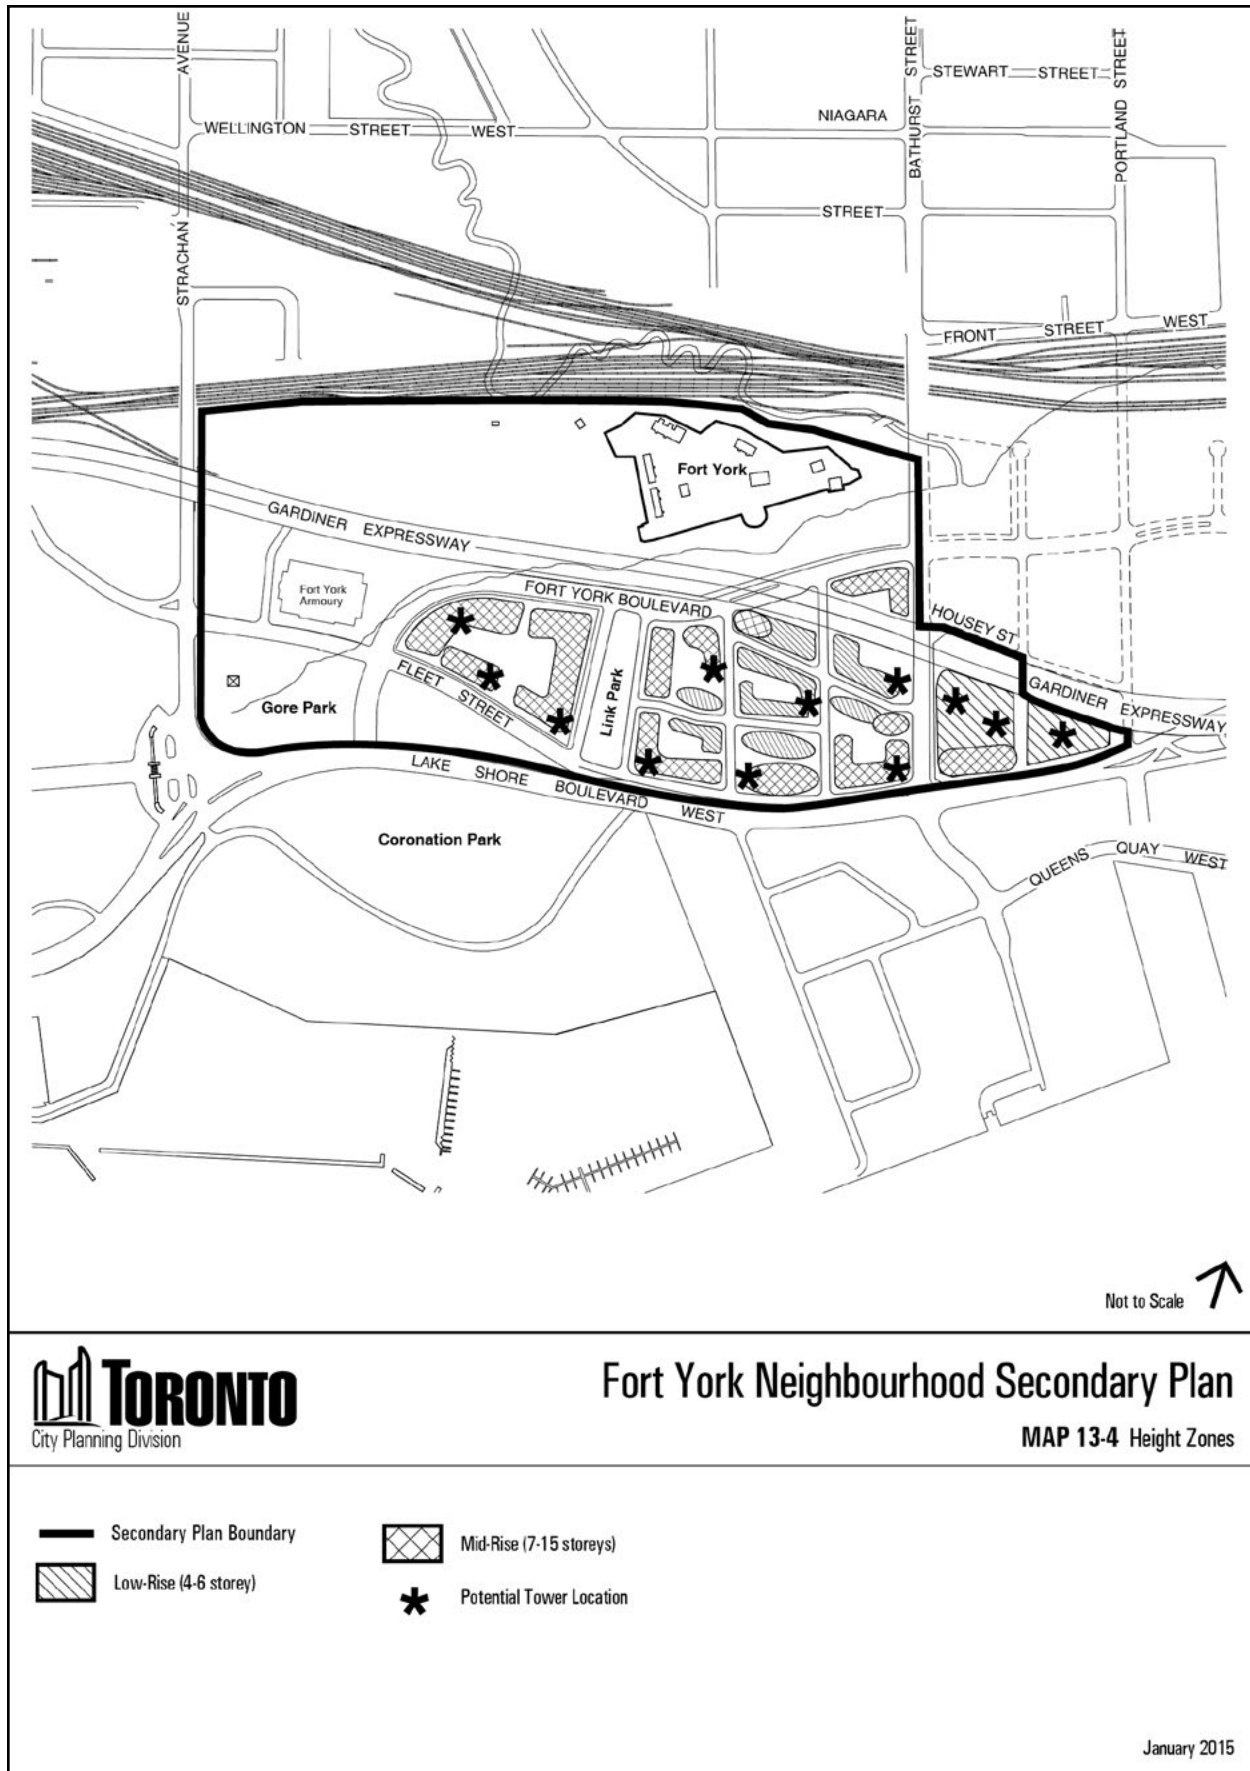 STRACHAN AVENUE
BATHURST STREET
PORTLAND STREET
STEWART STREET
NIAGARA
WELLINGTON STREET WEST
STREET
FRONT STREET WEST
Fort York
GARDINER EXPRESSWAY
Fort York
Armoury
FORT YORK BOULEVARD
HOUSEY ST
FLEET STREET
Link Park
GARDINER EXPRESSWAY
Gore Park
LAKE SHORE BOULEVARD WEST
Coronation Park
QUEENS QUAY WEST
Not to Scale
TORONTO
City Planning Division
Fort York Neighbourhood Secondary Plan
MAP 13-4 Height Zones
Secondary Plan Boundary
Low-Rise (4-6 storey)
Mid-Rise (7-15 storeys)
Potential Tower Location
January 2015